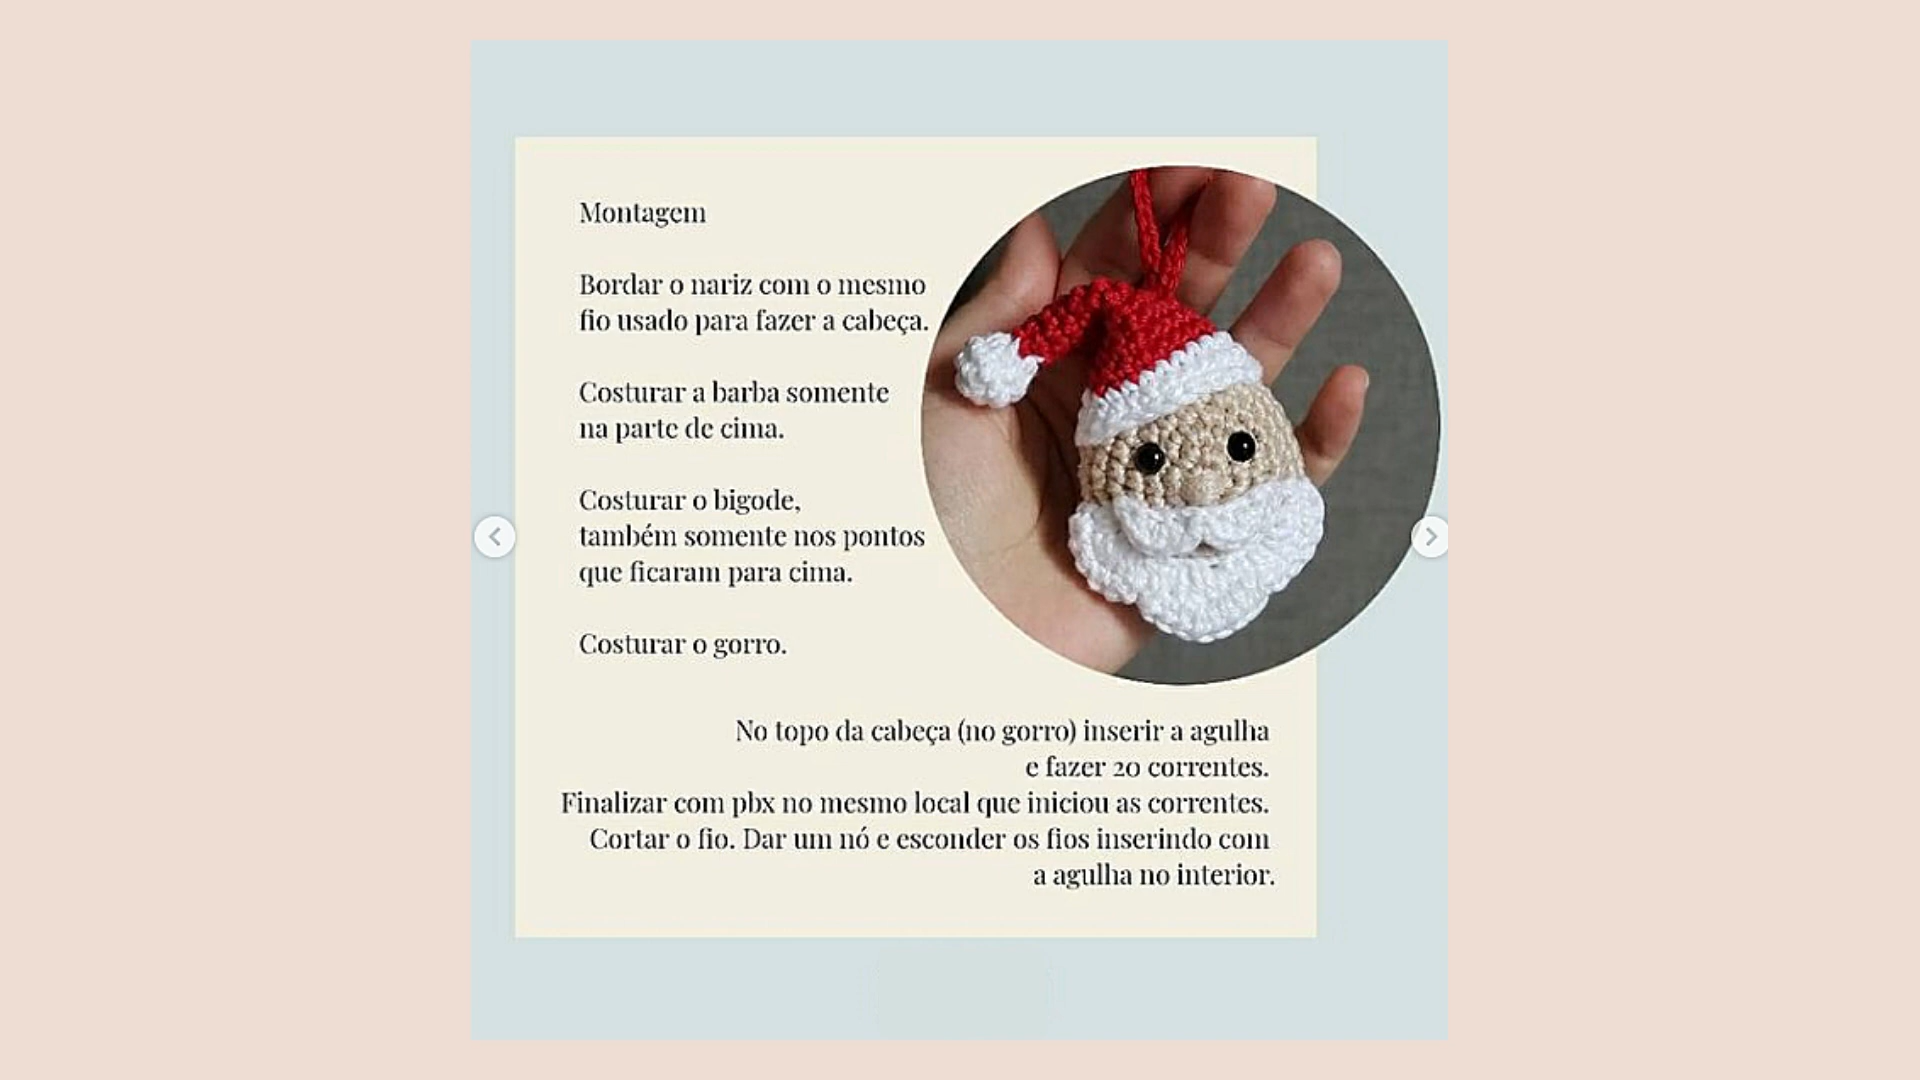 Montagem
Bordar o nariz com o mesmo
fio usado para fazer a cabeça.
Costurar a barba somente
na parte de cima.
Costurar o bigode,
também somente nos pontos
que ficaram para cima.
Costurar o gorro.
No topo da cabeça (no gorro) inserir a agulha
e fazer 20 correntes.
Finalizar com pbx no mesmo local que iniciou as correntes.
Cortar o fio. Dar um nó e esconder os fios inserindo com
a agulha no interior.